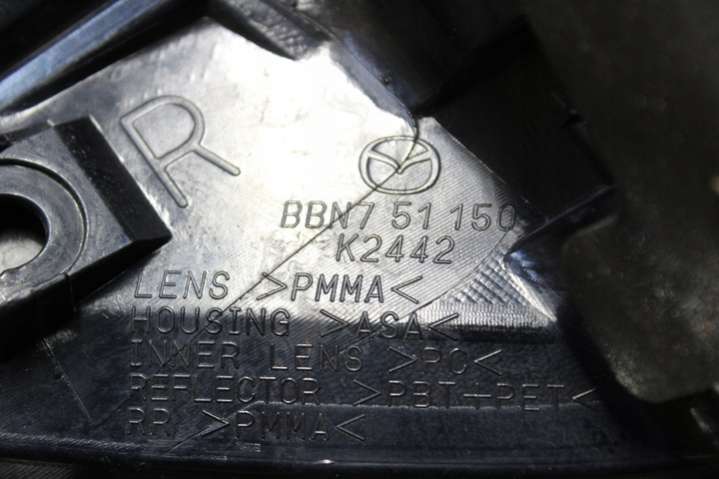 R
BBN7 51 150
K2442
LENS >PMMA<
HOUSING >ASA<
INNER LENS >PC<
REFLECTOR >PBT+PET<
RR >PMMA<